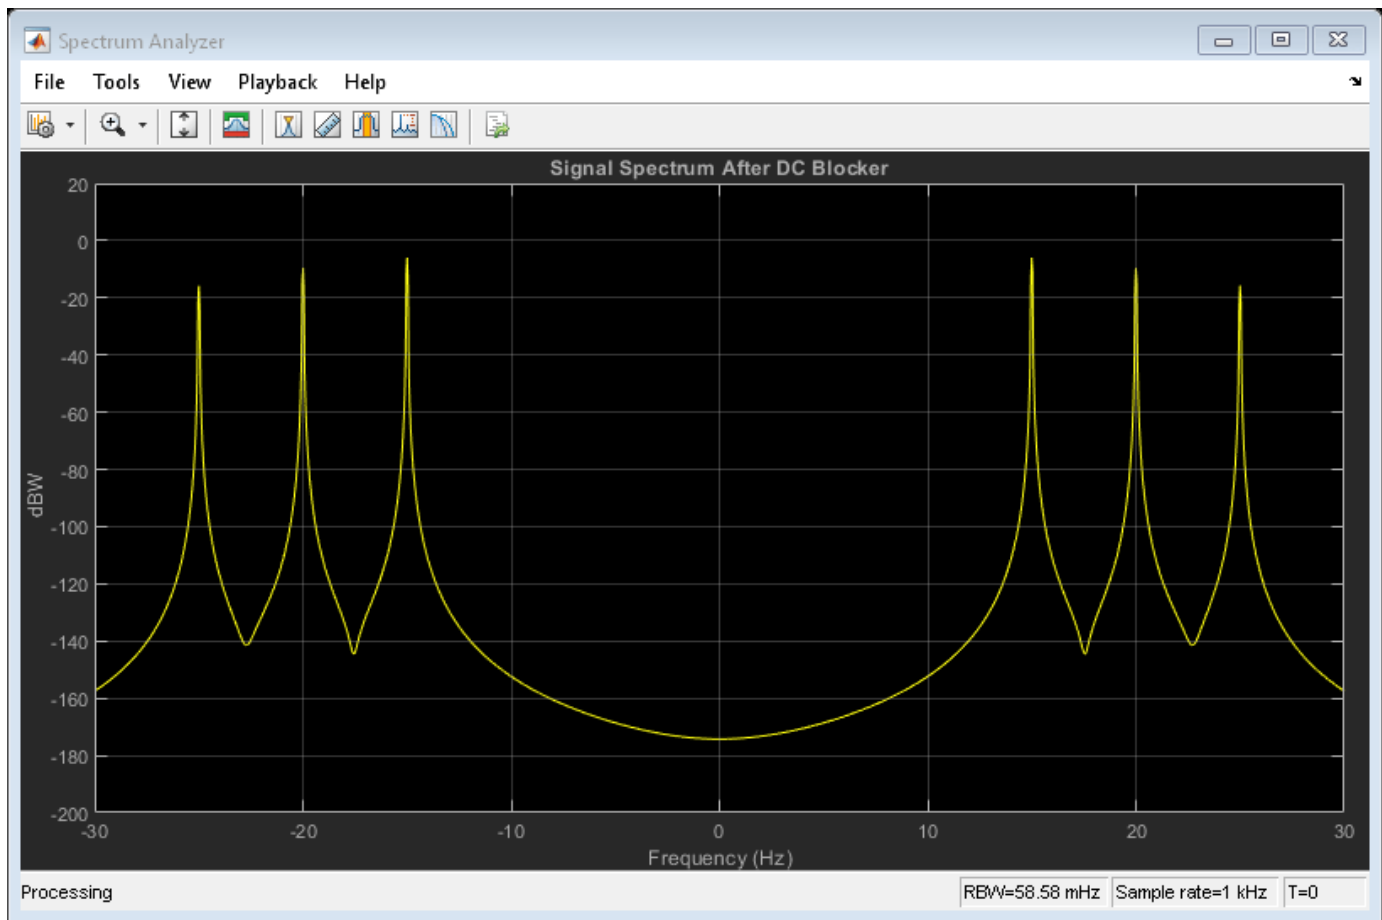 Spectrum Analyzer
File Tools View Playback Help
Signal Spectrum After DC Blocker
20
0
-20
-40
-60
-80
-100
-120
-140
-160
-180
-200
dBW
-30 -20 -10 0 10 20 30
Frequency (Hz)
Processing RBW=58.58 mHz Sample rate=1 kHz T=0